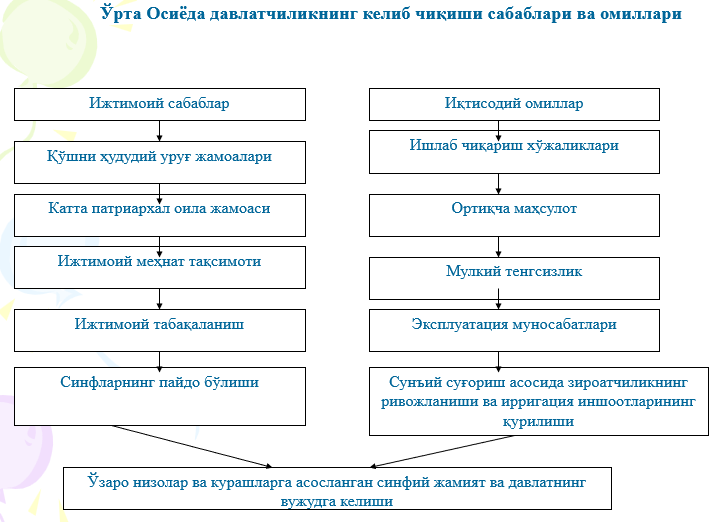 Ўрта Осиёда давлатчиликнинг келиб чиқиши сабаблари ва омиллари
Ижтимоий сабаблар
Қўшни ҳудудий уруғ жамоалари
Катта патриархал оила жамоаси
Ижтимоий меҳнат тақсимоти
Ижтимоий табақаланиш
Синфларнинг пайдо бўлиши
Иқтисодий омиллар
Ишлаб чиқариш хўжаликлари
Ортиқча маҳсулот
Мулкий тенгсизлик
Эксплуатация муносабатлари
Сунъий суғориш асосида зироатчиликнинг
ривожланиши ва ирригация иншоотларининг
қурилиши
Ўзаро низолар ва курашларга асосланган синфий жамият ва давлатнинг
вужудга келиши